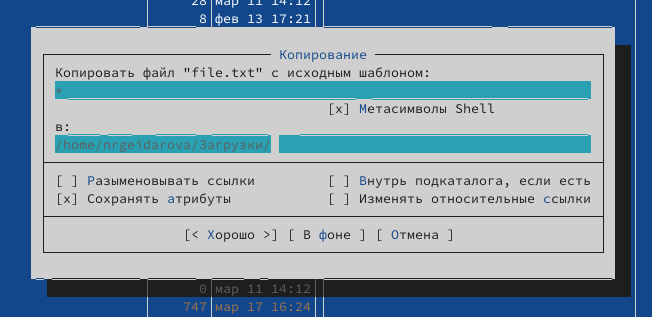 28 мар 11 14:12
8 фев 13 17:21
Копирование
Копировать файл "file.txt" с исходным шаблоном:
*
[x] Метасимволы Shell
в:
/home/nrgeidarova/Загрузки/
[ ] Разыменовывать ссылки [ ] Внутрь подкаталога, если есть
[x] Сохранять атрибуты [ ] Изменять относительные ссылки
[< Хорошо >] [ В фоне ] [ Отмена ]
0 мар 11 14:12
747 мар 17 16:24